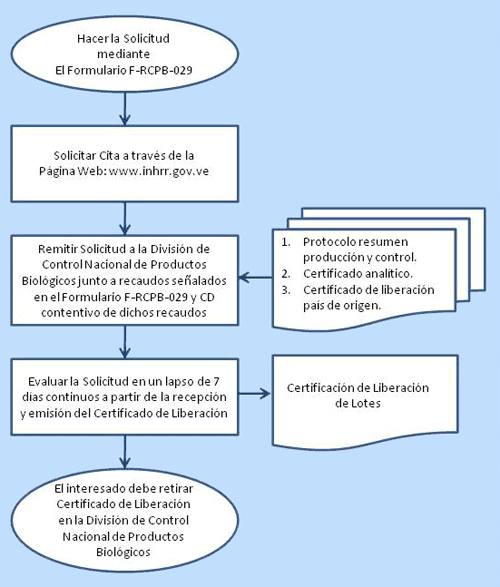 Hacer la Solicitud
mediante
El Formulario F-RCPB-029
Solicitar Cita a través de la
Página Web: www.inhrr.gov.ve
Remitir Solicitud a la División de
Control Nacional de Productos
Biológicos junto a recaudos señalados
en el Formulario F-RCPB-029 y CD
contentivo de dichos recaudos
1. Protocolo resumen
producción y control.
2. Certificado analítico.
3. Certificado de liberación
país de origen.
Evaluar la Solicitud en un lapso de 7
días continuos a partir de la recepción
y emisión del Certificado de Liberación
Certificación de Liberación
de Lotes
El interesado debe retirar
Certificado de Liberación
en la División de Control
Nacional de Productos
Biológicos